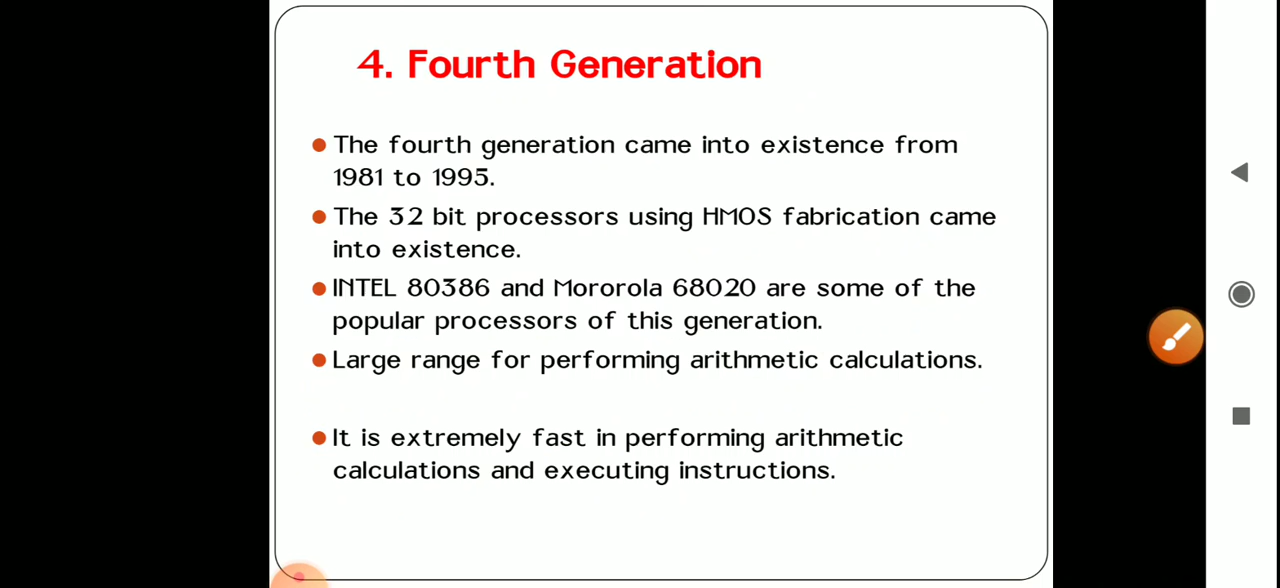 4. Fourth Generation
The fourth generation came into existence from
1981 to 1995.
The 32 bit processors using HMOS fabrication came
into existence.
INTEL 80386 and Mororola 68020 are some of the
popular processors of this generation.
Large range for performing arithmetic calculations.
It is extremely fast in performing arithmetic
calculations and executing instructions.